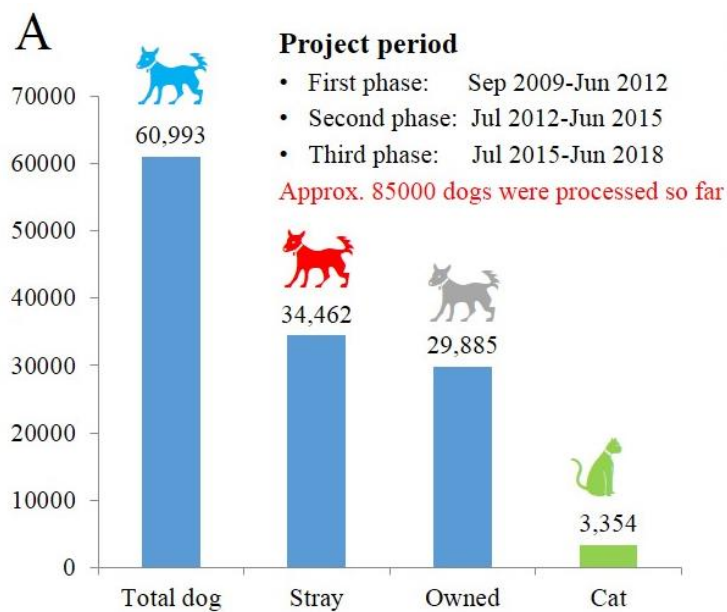 A
Project period
• First phase: Sep 2009-Jun 2012
• Second phase: Jul 2012-Jun 2015
• Third phase: Jul 2015-Jun 2018
Approx. 85000 dogs were processed so far
70000
60000
50000
40000
30000
20000
10000
0
60,993
34,462
29,885
3,354
Total dog Stray Owned Cat